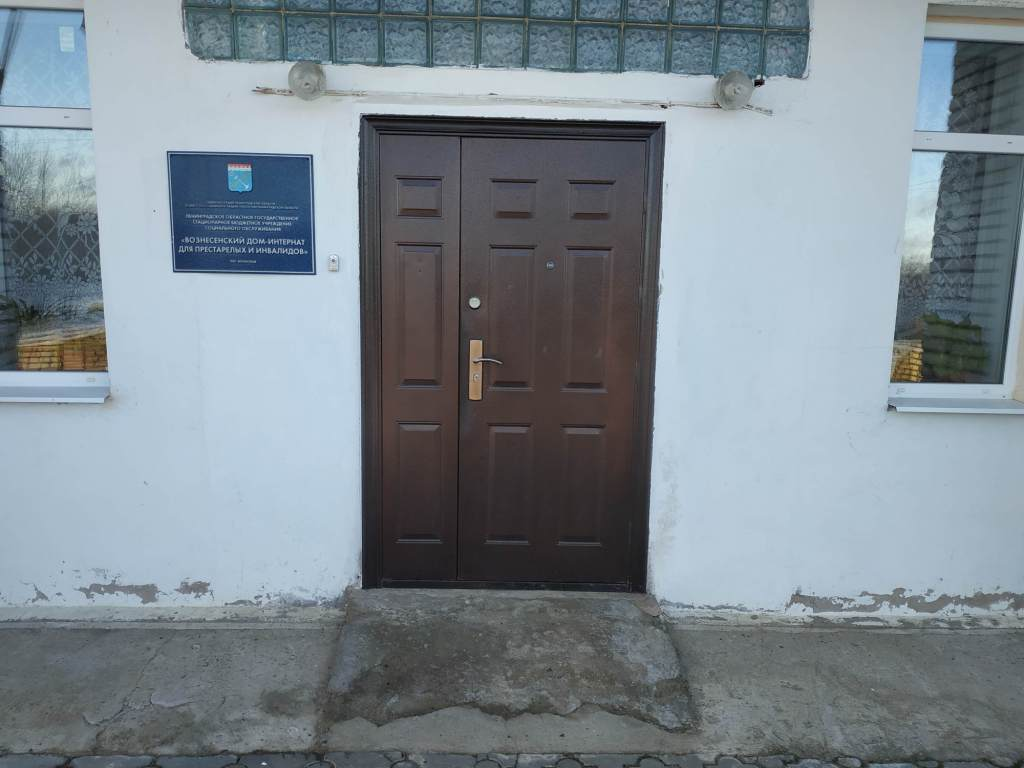 ЛЕНИНГРАДСКОЕ ОБЛАСТНОЕ ГОСУДАРСТВЕННОЕ
СТАЦИОНАРНОЕ БЮДЖЕТНОЕ УЧРЕЖДЕНИЕ
СОЦИАЛЬНОГО ОБСЛУЖИВАНИЯ
«ВОЗНЕСЕНСКИЙ ДОМ-ИНТЕРНАТ
ДЛЯ ПРЕСТАРЕЛЫХ И ИНВАЛИДОВ»